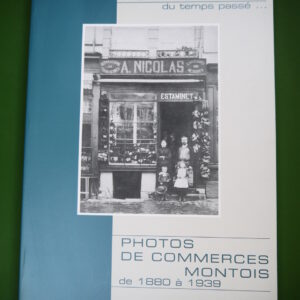 du temps passé ...
A. NICOLAS
ESTAMINET
PHOTOS
DE COMMERCES
MONTOIS
de 1880 à 1939